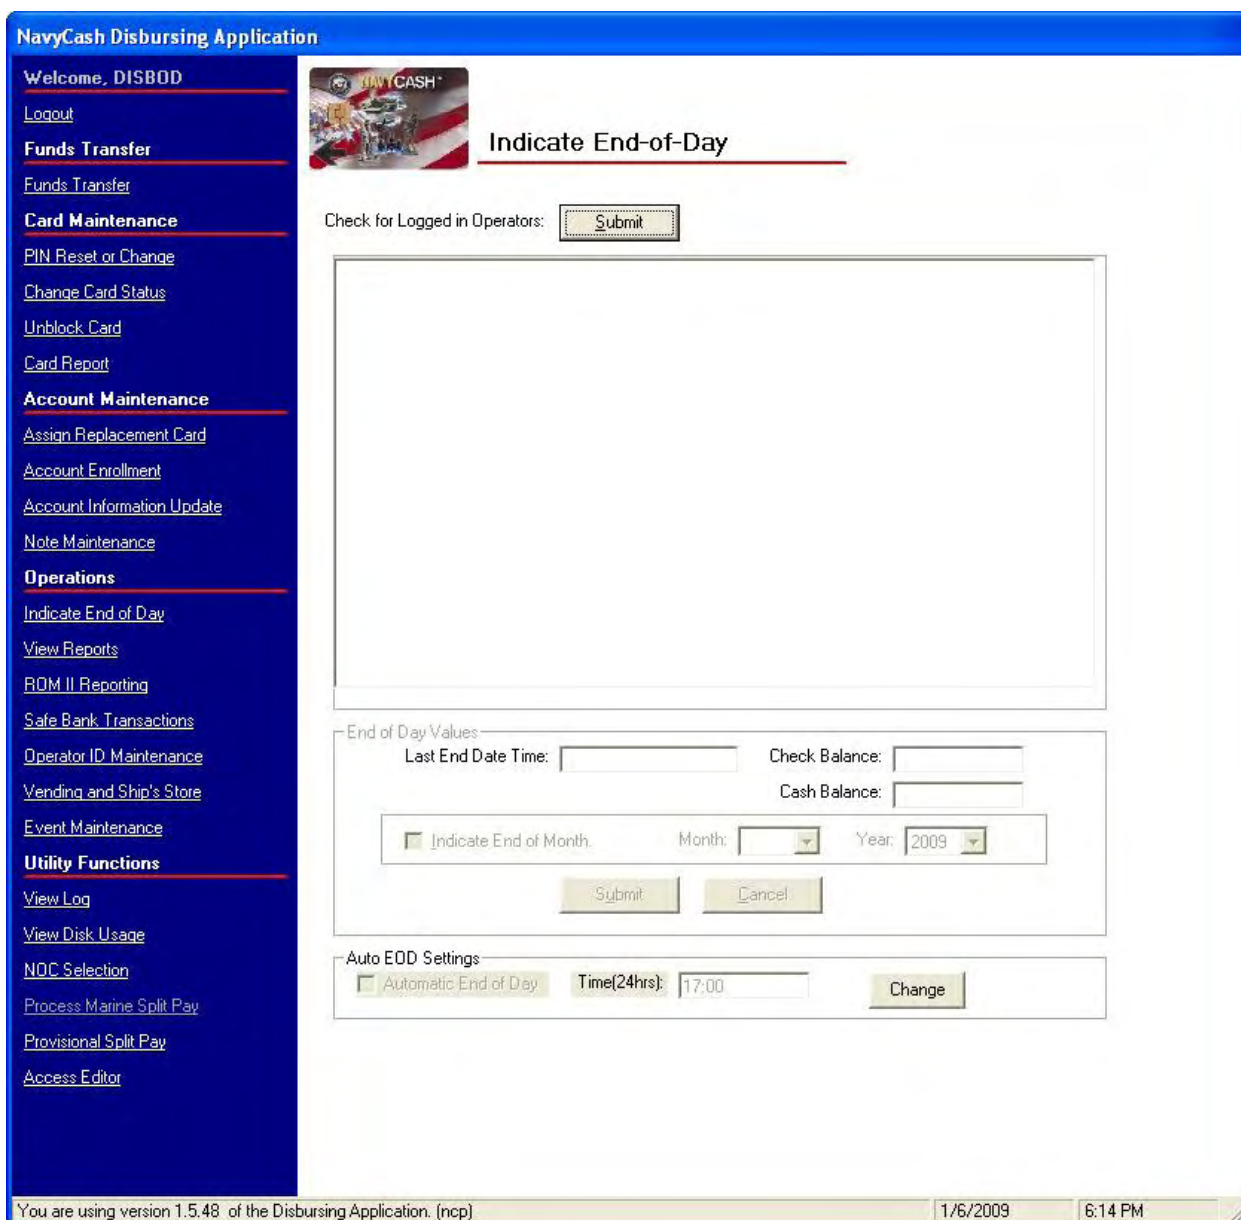 NavyCash Disbursing Application
Welcome, DISBOD
Logout
Funds Transfer
Funds Transfer
Card Maintenance
PIN Reset or Change
Change Card Status
Unblock Card
Card Report
Account Maintenance
Assign Replacement Card
Account Enrollment
Account Information Update
Note Maintenance
Operations
Indicate End of Day
View Reports
ROM II Reporting
Safe Bank Transactions
Operator ID Maintenance
Vending and Ship's Store
Event Maintenance
Utility Functions
View Log
View Disk Usage
NOC Selection
Process Marine Split Pay
Provisional Split Pay
Access Editor
NAVYCASH
Indicate End-of-Day
Check for Logged in Operators: Submit
End of Day Values
Last End Date Time: Check Balance:
Cash Balance:
Indicate End of Month. Month: Year: 2009
Submit Cancel
Auto EOD Settings
Automatic End of Day Time(24hrs): 17:00 Change
You are using version 1.5.48 of the Disbursing Application. (ncp) 1/6/2009 6:14 PM